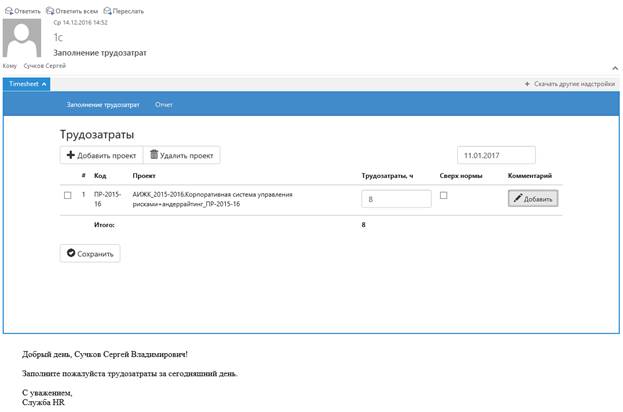 Ответить Ответить всем Переслать
Ср 14.12.2016 14:52
1с
Заполнение трудозатрат
Кому Сучков Сергей
Timesheet + Скачать другие надстройки
Заполнение трудозатрат Отчет
Трудозатраты
Добавить проект Удалить проект 11.01.2017
# Код Проект Трудозатраты, ч Сверх нормы Комментарий
1 ПР-2015- АИЖК_2015-2016.Корпоративная система управления 8 Добавить
16 рисками+андеррайтинг_ПР-2015-16
Итого: 8
Сохранить
Добрый день, Сучков Сергей Владимирович!
Заполните пожалуйста трудозатраты за сегодняшний день.
С уважением,
Служба HR